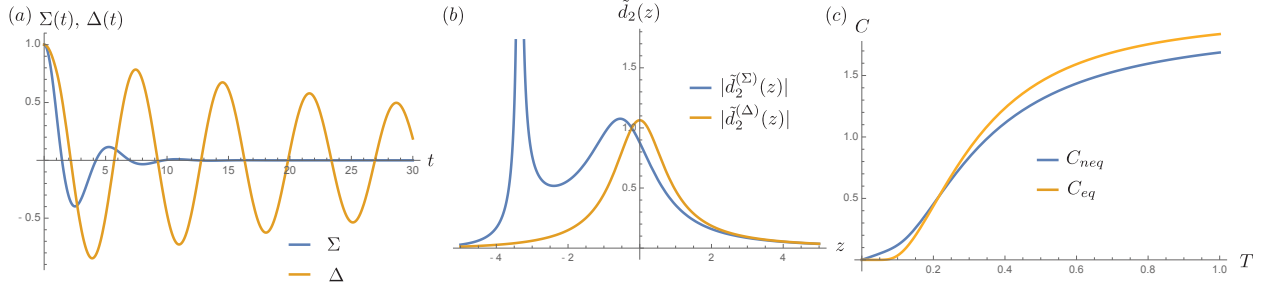 (a) Σ(t), Δ(t)
1.0
0.5
- 0.5
5 10 15 20 25 30 t
Σ
Δ
(b) d̃₂(z)
1.5
1.0
0.5
- 4 - 2 2 4 z
|d̃₂^(Σ)(z)|
|d̃₂^(Δ)(z)|
(c) C
1.5
1.0
0.5
0.2 0.4 0.6 0.8 1.0 T
C_neq
C_eq